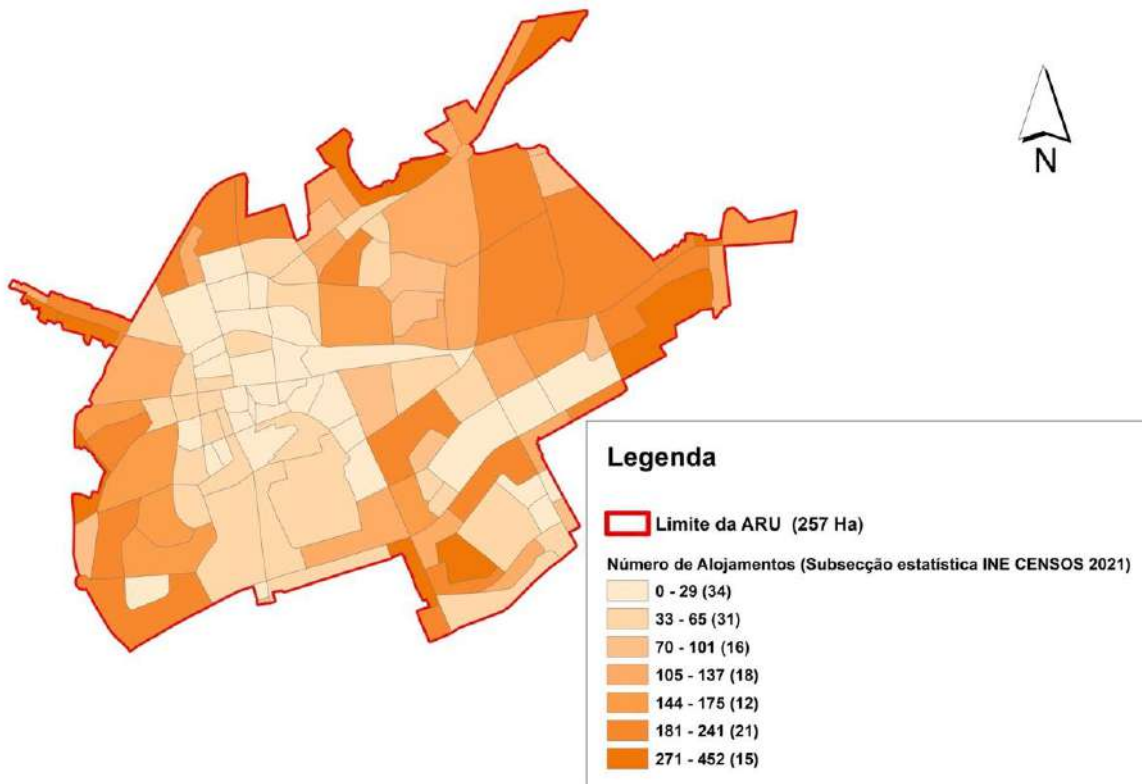 N
Legenda
Limite da ARU (257 Ha)
Número de Alojamentos (Subsecção estatística INE CENSOS 2021)
0 - 29 (34)
33 - 65 (31)
70 - 101 (16)
105 - 137 (18)
144 - 175 (12)
181 - 241 (21)
271 - 452 (15)